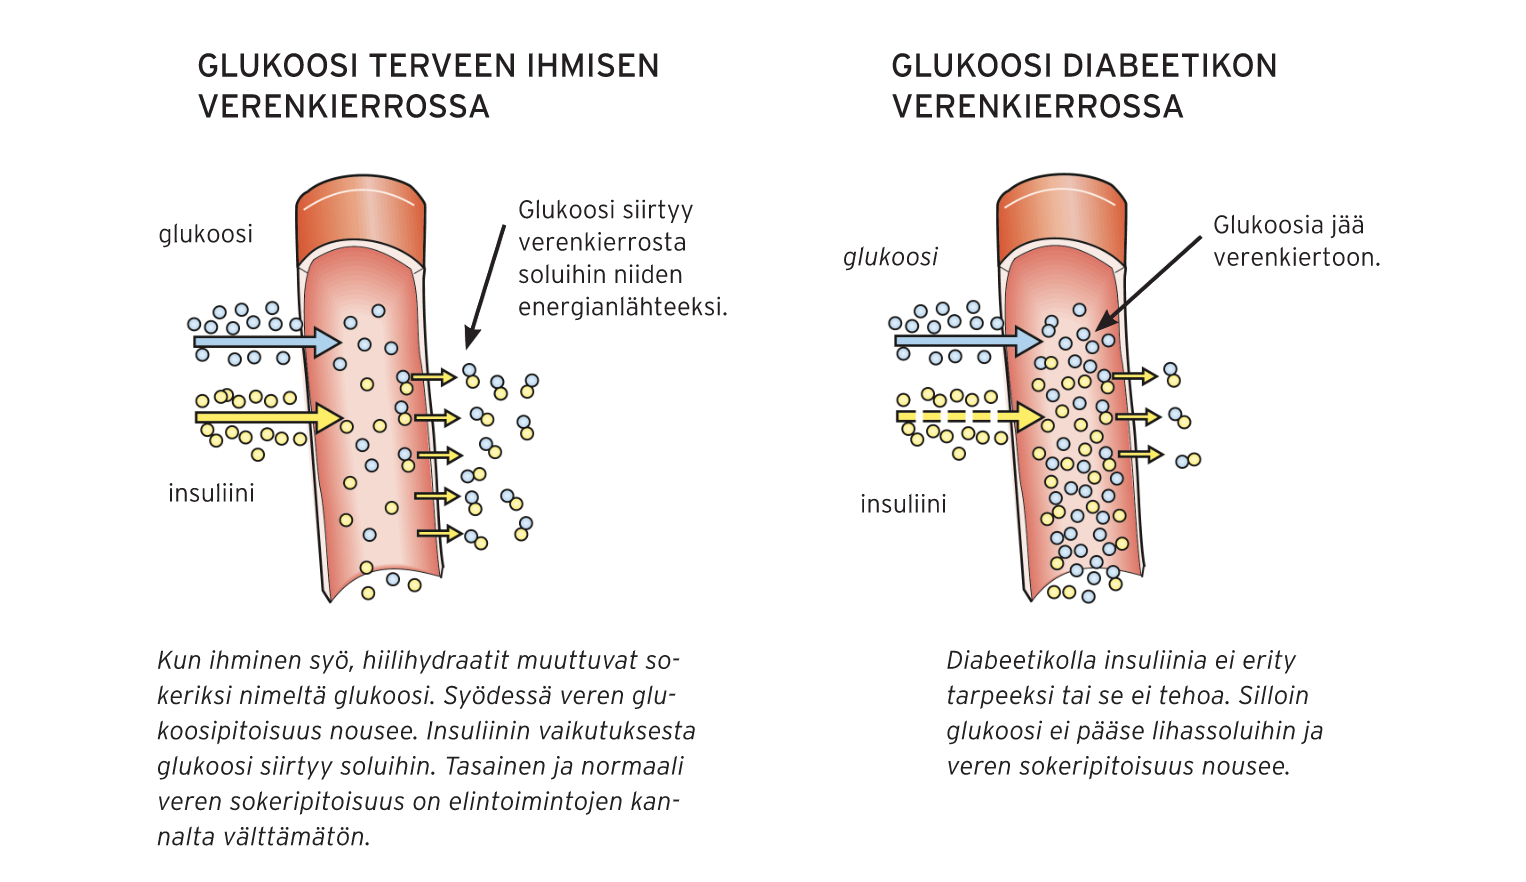 GLUKOOSI TERVEEN IHMISEN
VERENKIERROSSA
glukoosi
Glukoosi siirtyy
verenkierrosta
soluihin niiden
energianlähteeksi.
insuliini
Kun ihminen syö, hiilihydraatit muuttuvat so-
keriksi nimeltä glukoosi. Syödessä veren glu-
koosipitoisuus nousee. Insuliinin vaikutuksesta
glukoosi siirtyy soluihin. Tasainen ja normaali
veren sokeripitoisuus on elintoimintojen kan-
nalta välttämätön.
GLUKOOSI DIABEETIKON
VERENKIERROSSA
glukoosi
Glukoosia jää
verenkiertoon.
insuliini
Diabeetikolla insuliinia ei erity
tarpeeksi tai se ei tehoa. Silloin
glukoosi ei pääse lihassoluihin ja
veren sokeripitoisuus nousee.